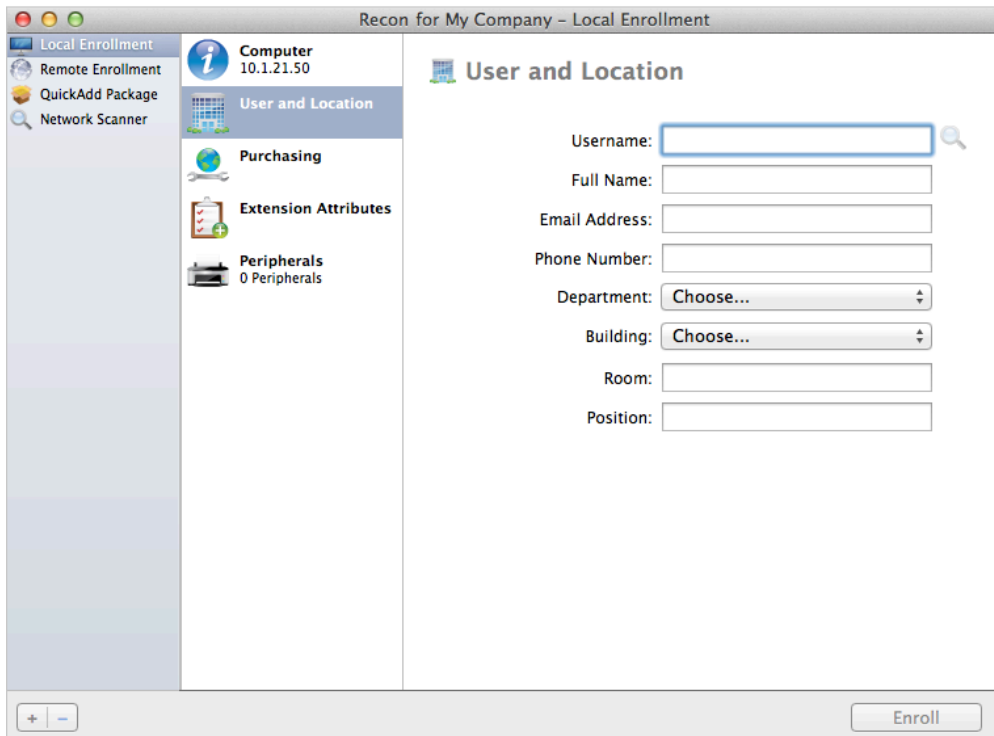 Recon for My Company – Local Enrollment
Local Enrollment
Remote Enrollment
QuickAdd Package
Network Scanner
Computer
10.1.21.50
User and Location
Purchasing
Extension Attributes
Peripherals
0 Peripherals
User and Location
Username:
Full Name:
Email Address:
Phone Number:
Department: Choose...
Building: Choose...
Room:
Position:
+ –
Enroll